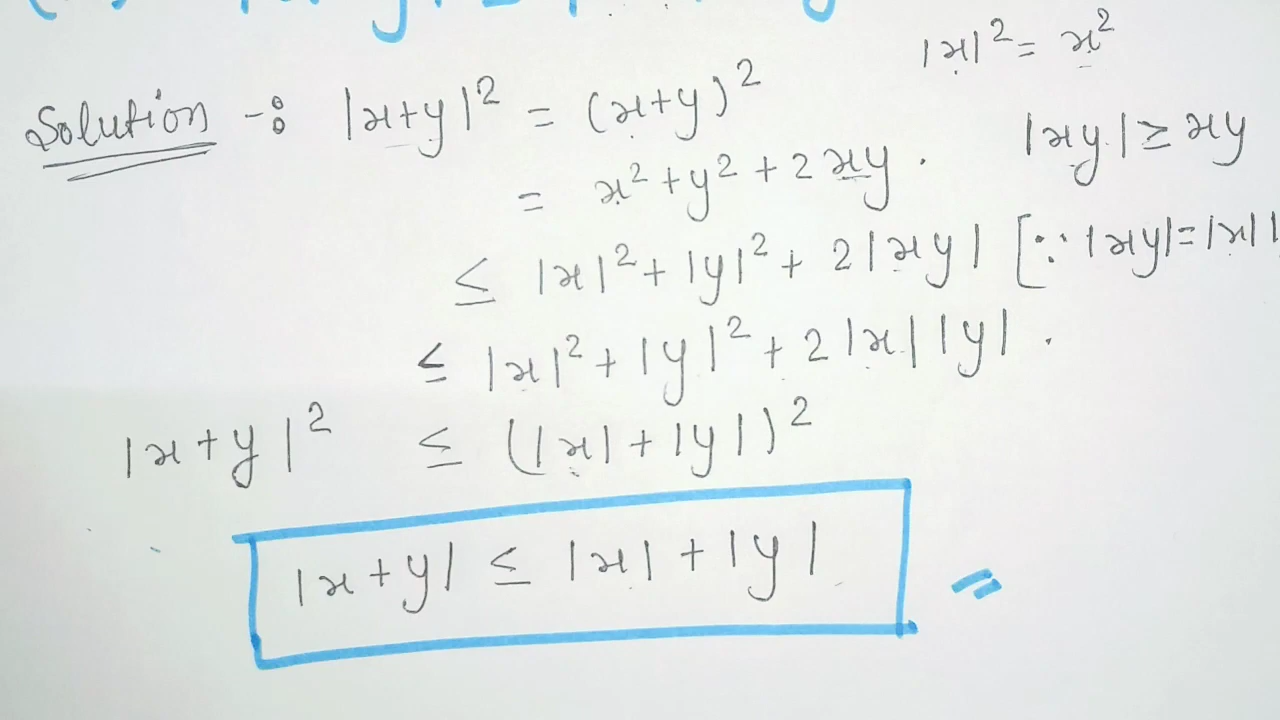 |x|² = x²
Solution -: |x+y|² = (x+y)²
|xy| ≥ xy
= x² + y² + 2xy.
≤ |x|² + |y|² + 2|xy| [∵ |xy| = |x||
≤ |x|² + |y|² + 2|x||y|.
|x+y|² ≤ (|x| + |y|)²
|x+y| ≤ |x| + |y|